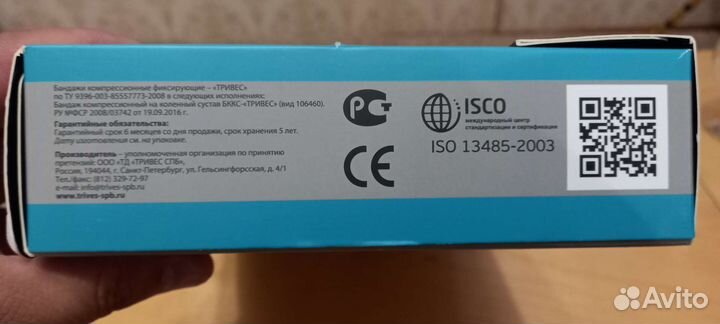 Бандажи компрессионные фиксирующие – «ТРИВЕС»
по ТУ 9396-003-85557773-2008 в следующих исполнениях:
Бандаж компрессионный на коленный сустав БККС-«ТРИВЕС» (вид 106460).
РУ №ФСР 2008/03742 от 19.09.2016 г.
Гарантийные обязательства:
Гарантийный срок 6 месяцев со дня продажи, срок хранения 5 лет.
Дату изготовления см. на упаковке.
Производитель – уполномоченная организация по принятию
претензий: ООО «ТД «ТРИВЕС СПБ»,
Россия, 194044, г. Санкт-Петербург, ул. Гельсингфорсская, д. 4/1
Тел./факс: (812) 329-72-97
e-mail: info@trives-spb.ru
www.trives-spb.ru
РСТ
CE
ISCO
международный центр
стандартизации и сертификации
ISO 13485-2003
Avito